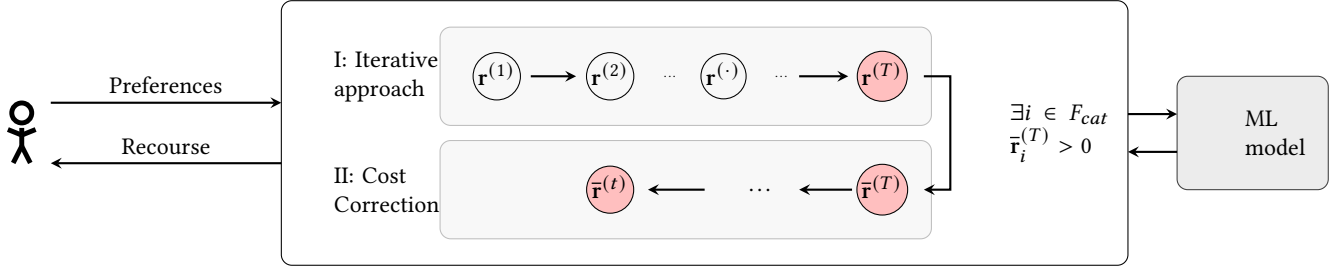 Preferences
Recourse
I: Iterative
approach
r^(1)
r^(2)
...
r^(·)
...
r^(T)
II: Cost
Correction
r̅^(t)
...
r̅^(T)
∃i ∈ F_cat
r̅_i^(T) > 0
ML
model